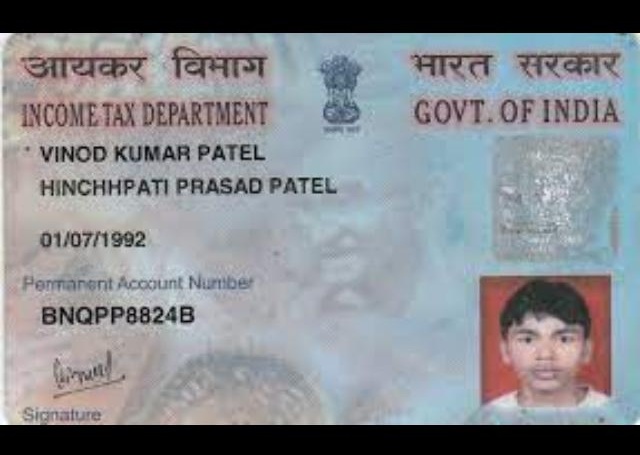 आयकर विभाग
भारत सरकार
INCOME TAX DEPARTMENT
GOVT. OF INDIA
VINOD KUMAR PATEL
HINCHHPATI PRASAD PATEL
01/07/1992
Permanent Account Number
BNQPP8824B
Signature